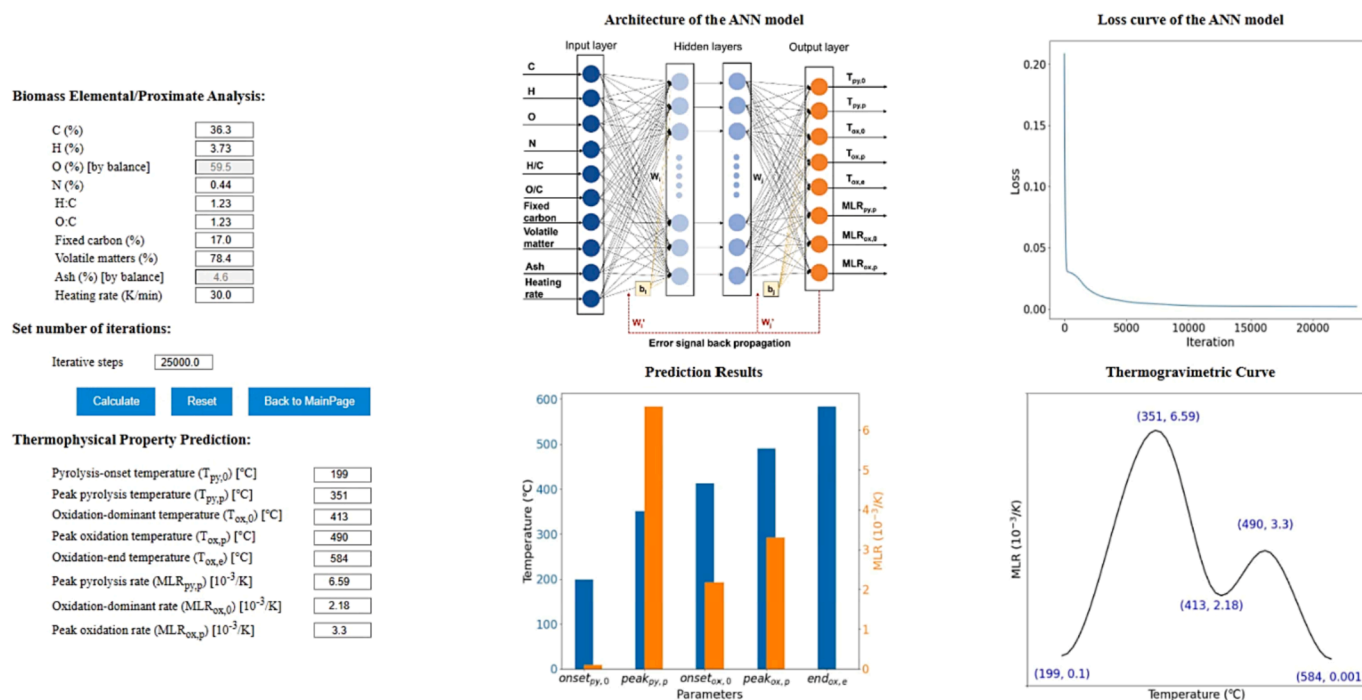 Biomass Elemental/Proximate Analysis:
C (%) 36.3
H (%) 3.73
O (%) [by balance] 59.5
N (%) 0.44
H:C 1.23
O:C 1.23
Fixed carbon (%) 17.0
Volatile matters (%) 78.4
Ash (%) [by balance] 4.6
Heating rate (K/min) 30.0
Set number of iterations:
Iterative steps 25000.0
Calculate Reset Back to MainPage
Thermophysical Property Prediction:
Pyrolysis-onset temperature (Tpy,0) [°C] 199
Peak pyrolysis temperature (Tpy,p) [°C] 351
Oxidation-dominant temperature (Tox,0) [°C] 413
Peak oxidation temperature (Tox,p) [°C] 490
Oxidation-end temperature (Tox,e) [°C] 584
Peak pyrolysis rate (MLRpy,p) [10-3/K] 6.59
Oxidation-dominant rate (MLRox,0) [10-3/K] 2.18
Peak oxidation rate (MLRox,p) [10-3/K] 3.3
Architecture of the ANN model
Input layer Hidden layers Output layer
C
H
O
N
H/C
O/C
Fixed
carbon
Volatile
matter
Ash
Heating
rate
Wi Wj
bi bj
Wi' Wj'
Tpy,0
Tpy,p
Tox,0
Tox,p
Tox,e
MLRpy,p
MLRox,0
MLRox,p
Error signal back propagation
Loss curve of the ANN model
Loss
0.20
0.15
0.10
0.05
0.00
0 5000 10000 15000 20000
Iteration
Prediction Results
Temperature (°C)
600
500
400
300
200
100
0
MLR (10−3/K)
6
5
4
3
2
1
0
onsetpy,0 peakpy,p onsetox,0 peakox,p endox,e
Parameters
Thermogravimetric Curve
MLR (10−3/K)
(351, 6.59)
(490, 3.3)
(413, 2.18)
(199, 0.1) (584, 0.001)
Temperature (°C)